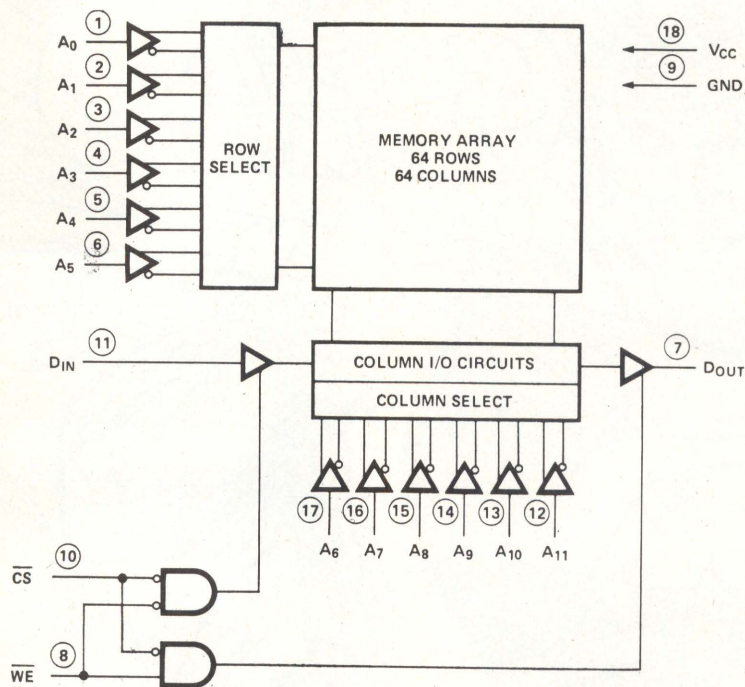 1
A0
2
A1
3
A2
4
A3
5
A4
6
A5
ROW
SELECT
MEMORY ARRAY
64 ROWS
64 COLUMNS
18
VCC
9
GND
11
DIN
COLUMN I/O CIRCUITS
COLUMN SELECT
7
DOUT
17
16
15
14
13
12
A6
A7
A8
A9
A10
A11
10
CS
8
WE